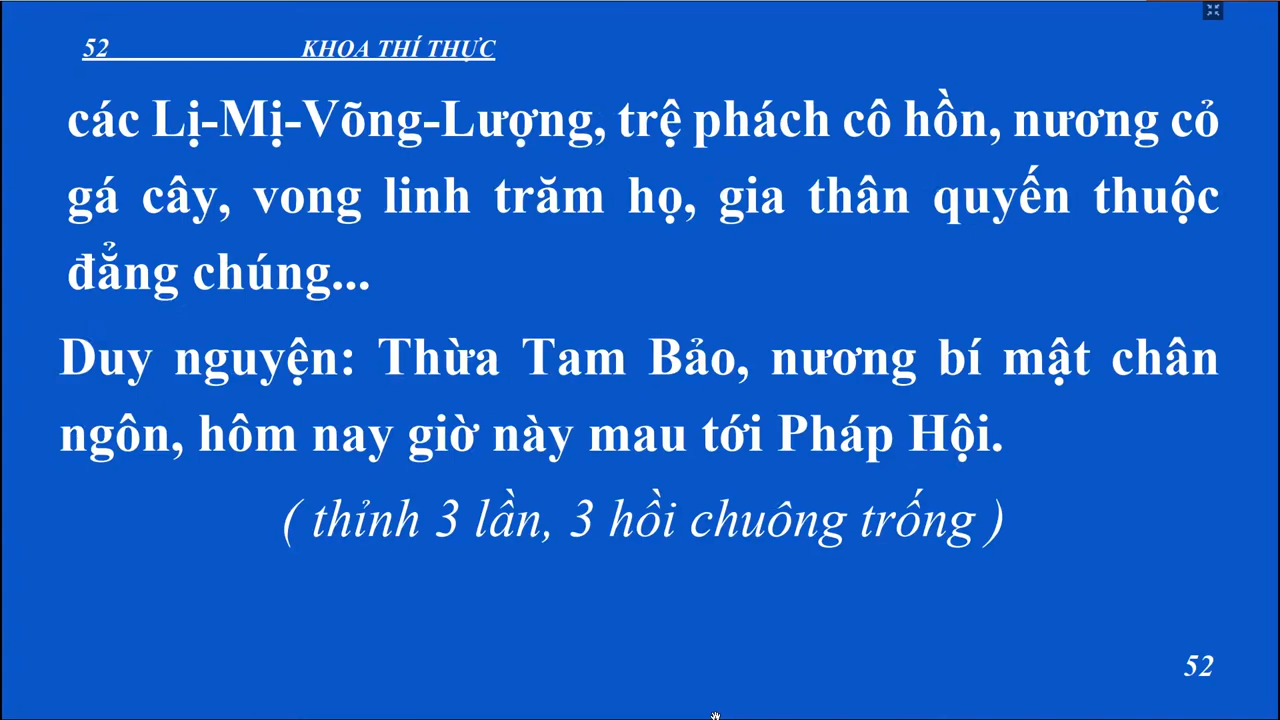 52 KHOA THÍ THỰC
các Lị-Mị-Võng-Lượng, trệ phách cô hồn, nương cỏ
gá cây, vong linh trăm họ, gia thân quyến thuộc
đẳng chúng...
Duy nguyện: Thừa Tam Bảo, nương bí mật chân
ngôn, hôm nay giờ này mau tới Pháp Hội.
( thỉnh 3 lần, 3 hồi chuông trống )
52